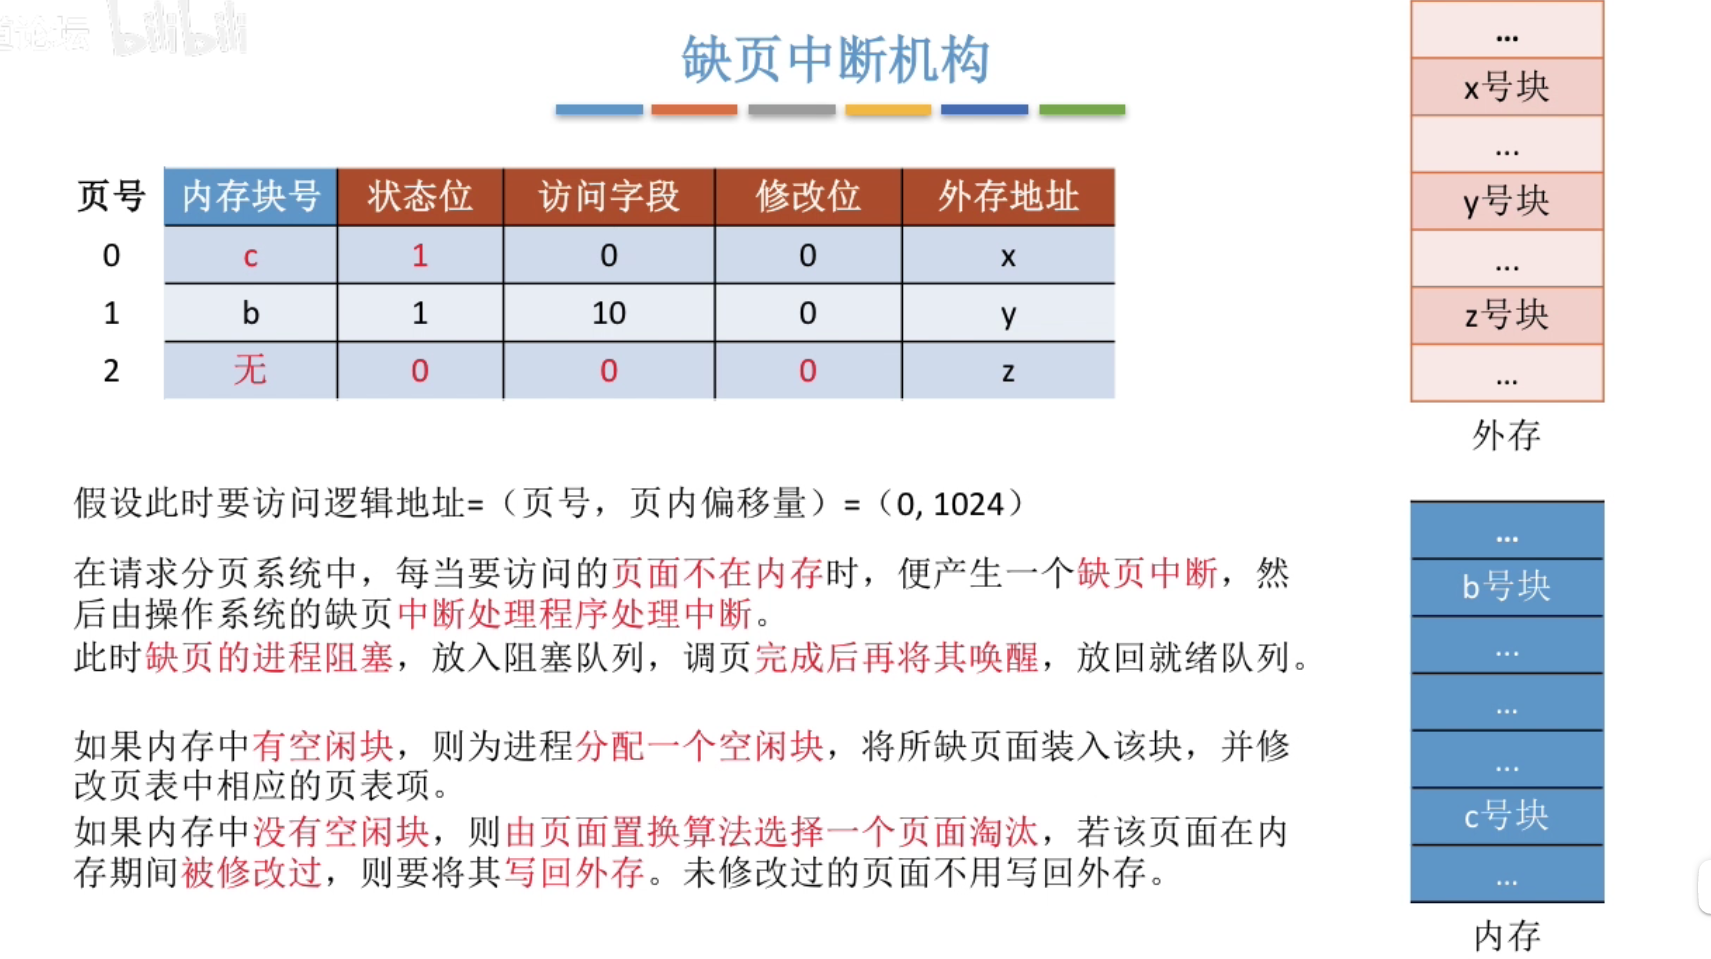 道论坛 bilibili
缺页中断机构
页号 内存块号 状态位 访问字段 修改位 外存地址
0 c 1 0 0 x
1 b 1 10 0 y
2 无 0 0 0 z
...
x号块
...
y号块
...
z号块
...
外存
假设此时要访问逻辑地址=（页号，页内偏移量）=（0, 1024）
在请求分页系统中，每当要访问的页面不在内存时，便产生一个缺页中断，然
后由操作系统的缺页中断处理程序处理中断。
此时缺页的进程阻塞，放入阻塞队列，调页完成后再将其唤醒，放回就绪队列。
如果内存中有空闲块，则为进程分配一个空闲块，将所缺页面装入该块，并修
改页表中相应的页表项。
如果内存中没有空闲块，则由页面置换算法选择一个页面淘汰，若该页面在内
存期间被修改过，则要将其写回外存。未修改过的页面不用写回外存。
...
b号块
...
...
...
c号块
...
内存